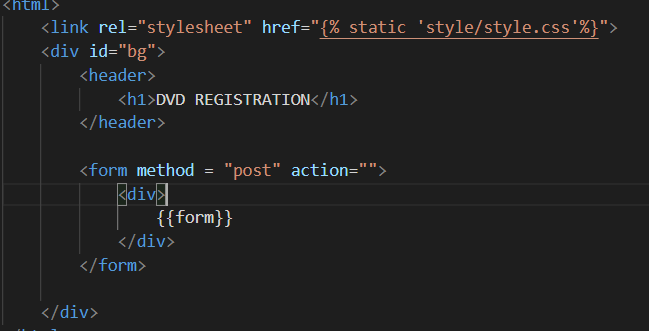 <html>
<link rel="stylesheet" href="{% static 'style/style.css'%}">
<div id="bg">
<header>
<h1>DVD REGISTRATION</h1>
</header>
<form method = "post" action="">
<div>
{{form}}
</div>
</form>
</div>